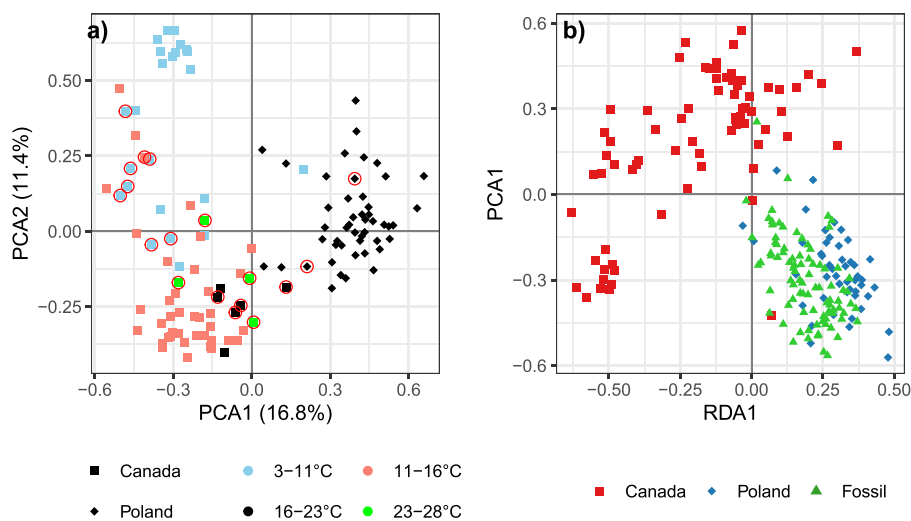 a)
0.50
0.25
0.00
−0.25
PCA2 (11.4%)
−0.6 −0.3 0.0 0.3 0.6
PCA1 (16.8%)
b)
0.6
0.3
0.0
−0.3
−0.6
PCA1
−0.50 −0.25 0.00 0.25 0.50
RDA1
Canada 3−11°C 11−16°C
Poland 16−23°C 23−28°C
Canada Poland Fossil